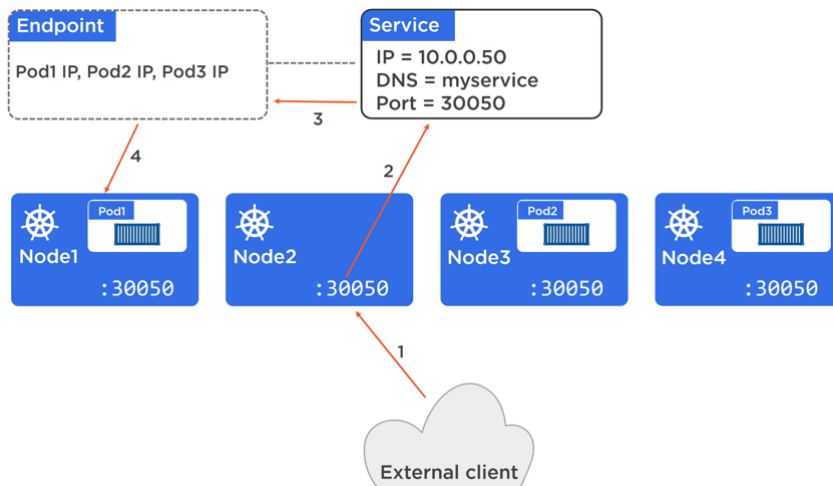 Endpoint
Pod1 IP, Pod2 IP, Pod3 IP
Service
IP = 10.0.0.50
DNS = myservice
Port = 30050
3
4
2
Pod1
Node1
:30050
Node2
:30050
Pod2
Node3
:30050
Pod3
Node4
:30050
1
External client